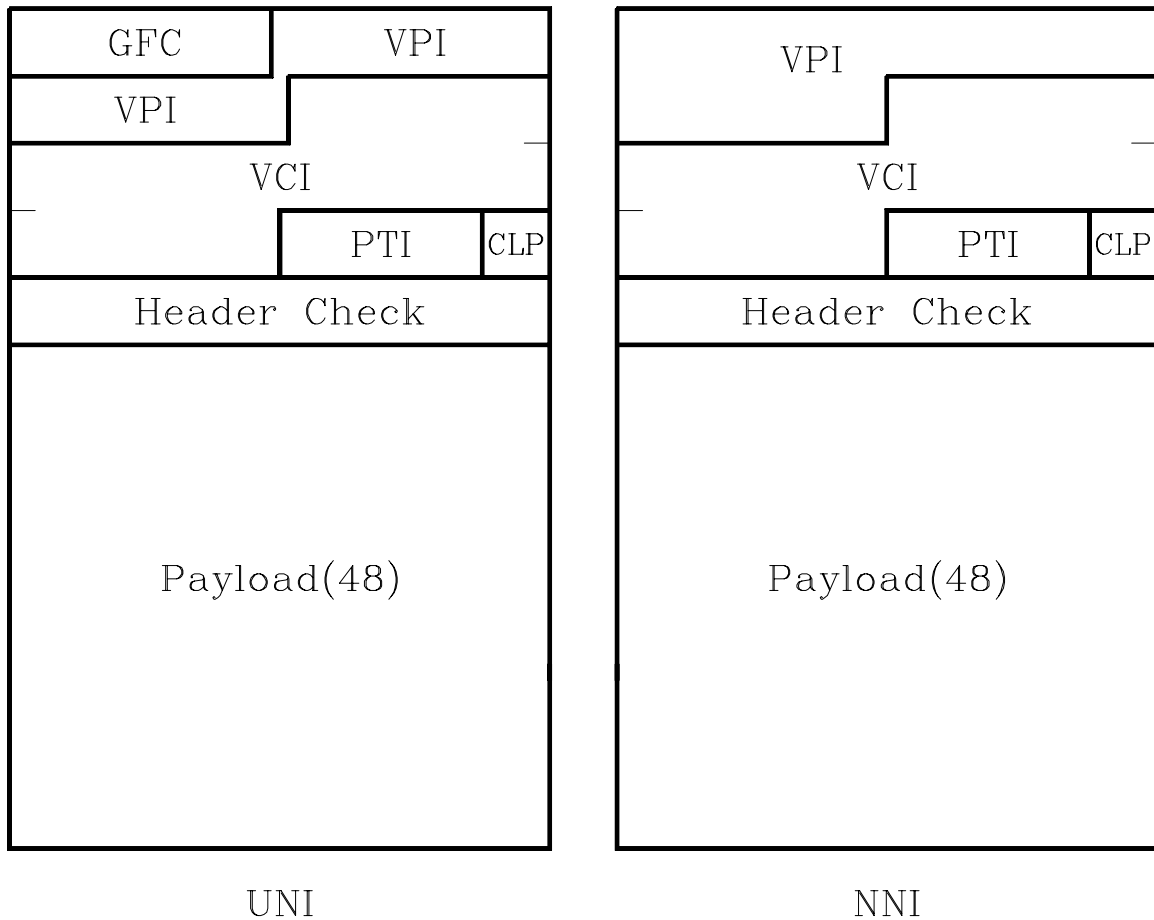 GFC VPI
VPI
VCI
PTI CLP
Header Check
Payload(48)
UNI
VPI
VCI
PTI CLP
Header Check
Payload(48)
NNI